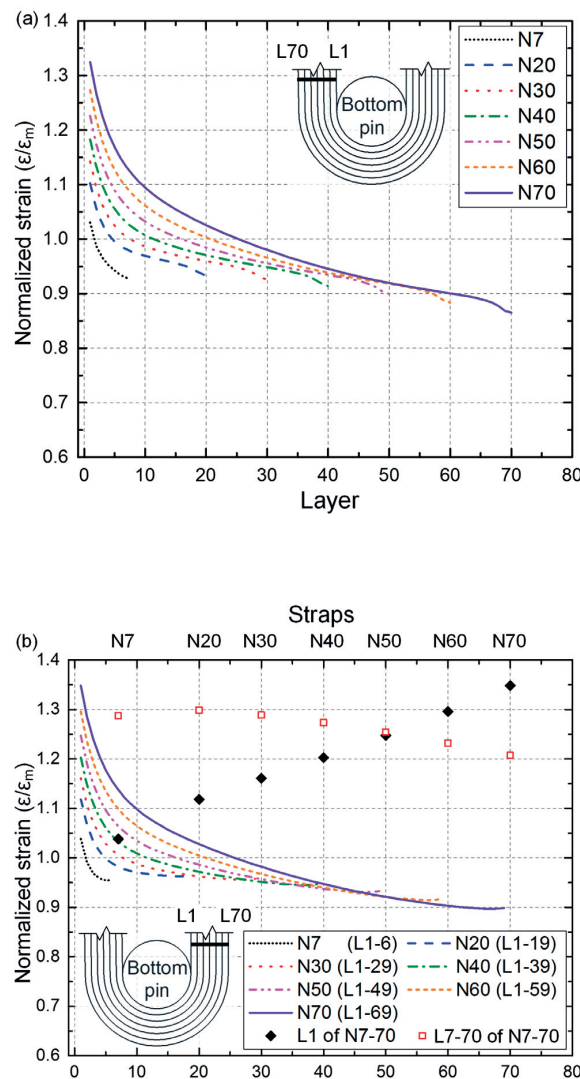 (a)
1.4
1.3
1.2
1.1
1.0
0.9
0.8
0.7
0.6
Normalized strain (ε/εm)
L70 L1
Bottom
pin
N7
N20
N30
N40
N50
N60
N70
0 10 20 30 40 50 60 70 80
Layer
Straps
(b)
N7 N20 N30 N40 N50 N60 N70
1.4
1.3
1.2
1.1
1.0
0.9
0.8
0.7
0.6
Normalized strain (ε/εm)
L1 L70
Bottom
pin
N7 (L1-6) N20 (L1-19)
N30 (L1-29) N40 (L1-39)
N50 (L1-49) N60 (L1-59)
N70 (L1-69)
L1 of N7-70 L7-70 of N7-70
0 10 20 30 40 50 60 70 80